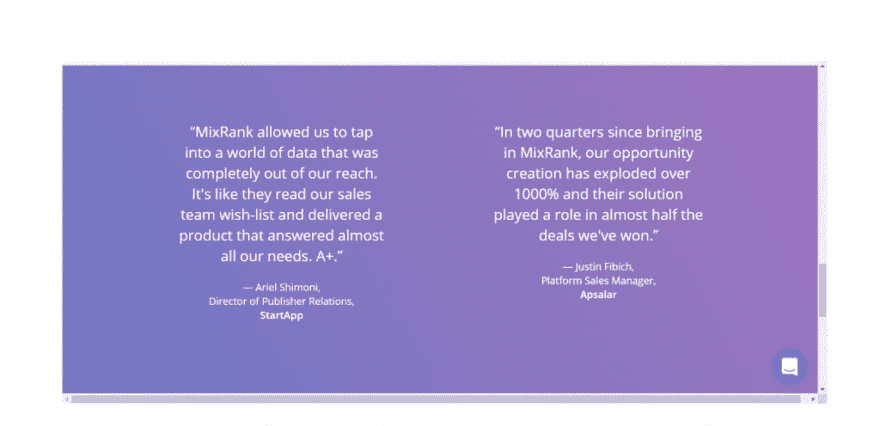 “MixRank allowed us to tap
into a world of data that was
completely out of our reach.
It's like they read our sales
team wish-list and delivered a
product that answered almost
all our needs. A+.”
— Ariel Shimoni,
Director of Publisher Relations,
StartApp
“In two quarters since bringing
in MixRank, our opportunity
creation has exploded over
1000% and their solution
played a role in almost half the
deals we've won.”
— Justin Fibich,
Platform Sales Manager,
Apsalar